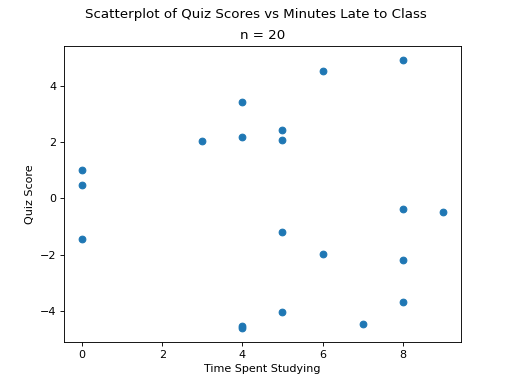 Scatterplot of Quiz Scores vs Minutes Late to Class
n = 20
4
2
0
−2
−4
Quiz Score
0 2 4 6 8
Time Spent Studying